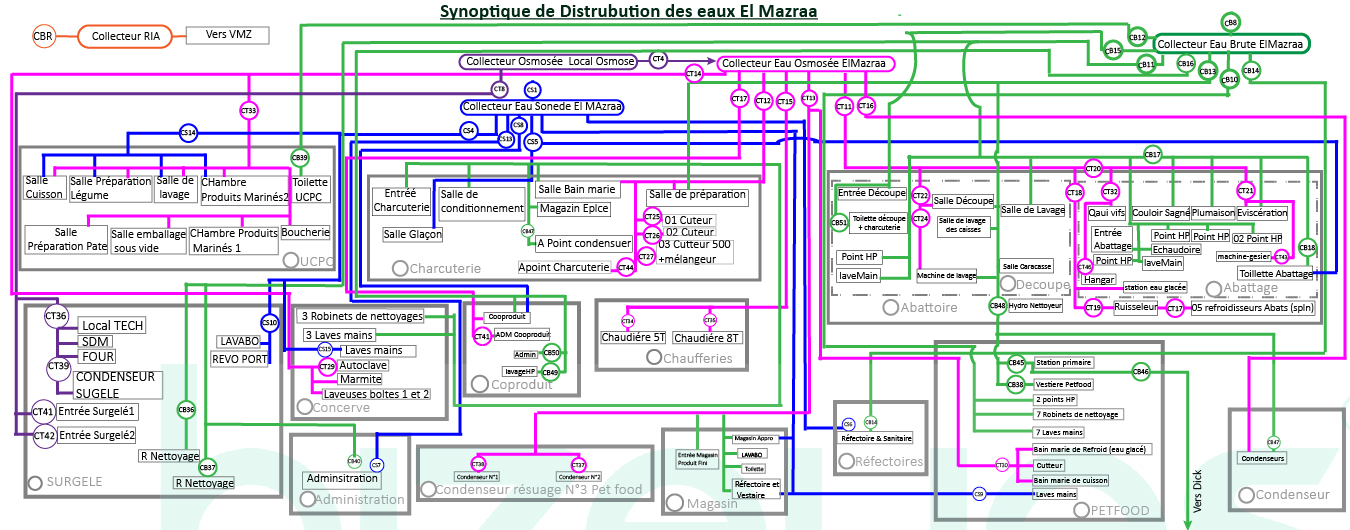 Synoptique de Distrubution des eaux El Mazraa
CBR
Collecteur RIA
Vers VMZ
CB8
CB12
Collecteur Eau Brute ElMazraa
CB15
CB11
CB16
CB13
CB10
CB14
Collecteur Osmosée Local Osmose
CT4
Collecteur Eau Osmosée ElMazraa
CT14
CT8
CS1
Collecteur Eau Sonede El MAzraa
CT17
CT12
CT15
CT13
CT11
CT16
CT33
CS14
CS4
CS13
CS8
CS5
CB39
Salle
Cuisson
Salle Préparation
Légume
Salle de
lavage
CHambre
Produits Marinés2
Toilette
UCPC
Salle
Préparation Pate
Salle emballage
sous vide
CHambre Produits
Marinés 1
Boucherie
UCPC
Entréé
Charcuterie
Salle de
conditionnement
Salle Bain marie
Magazin Epice
Salle de préparation
Salle Glaçon
CB47
A Point condensuer
Apoint Charcuterie
CT44
CT25
01 Cuteur
CT26
02 Cuteur
CT27
03 Cutteur 500
+mélangeur
Charcuterie
CB17
CT20
CT18
CT32
CT21
Entrée Découpe
CB51
Toilette découpe
+ charcuterie
laveMain
CT22
CT24
Salle Découpe
Salle de lavage
des caisses
Machine de lavage
Salle de Lavage
Salle Caracasse
Decoupe
Abattoire
CB48
Hydro Nettoyeur
Qaui vifs
Couloir Sagné
Plumaison
Eviscération
Entrée
Abattage
Point HP
Point HP
02 Point HP
Echaudoire
Point HP
laveMain
machine-gesier
CT43
CB18
CT46
Hangar
Toillette Abattage
station eau glacée
Abattage
CT19
Ruisseleur
CT17
05 refroidisseurs Abats (spin)
CT36
Local TECH
SDM
FOUR
CT39
CONDENSEUR
SUGELE
CT41
Entrée Surgelé1
CT42
Entrée Surgelé2
CB36
R Nettoyage
CB37
R Nettoyage
SURGELE
CS10
LAVABO
REVO PORT
3 Robinets de nettoyages
3 Laves mains
CS15
Laves mains
CT29
Autoclave
Marmite
Laveuses boltes 1 et 2
Concerve
Cooproduit
CT41
ADM Cooproduit
Admin
CB50
lavageHP
CB49
Coproduit
CT34
Chaudiére 5T
CT35
Chaudiére 8T
Chaufferies
CB40
CS7
Adminsitration
Administration
CT38
Condenseur N°1
CT37
Condenseur N°2
Condenseur résuage N°3 Pet food
Entrée Magasin
Produit Fini
Magasin Appro
LAVABO
Toilette
Réfectoire et
Vestaire
Magasin
CS6
CB14
Réfectoire & Sanitaire
Réfectoires
CB45
Station primaire
CB46
CB38
Vestiere Petfood
2 points HP
7 Robinets de nettoyage
7 Laves mains
Bain marie de Refroid (eau glacé)
CT30
Cutteur
Bain marie de cuisson
CS9
Laves mains
PETFOOD
Vers Dick
CB47
Condenseurs
Condenseur